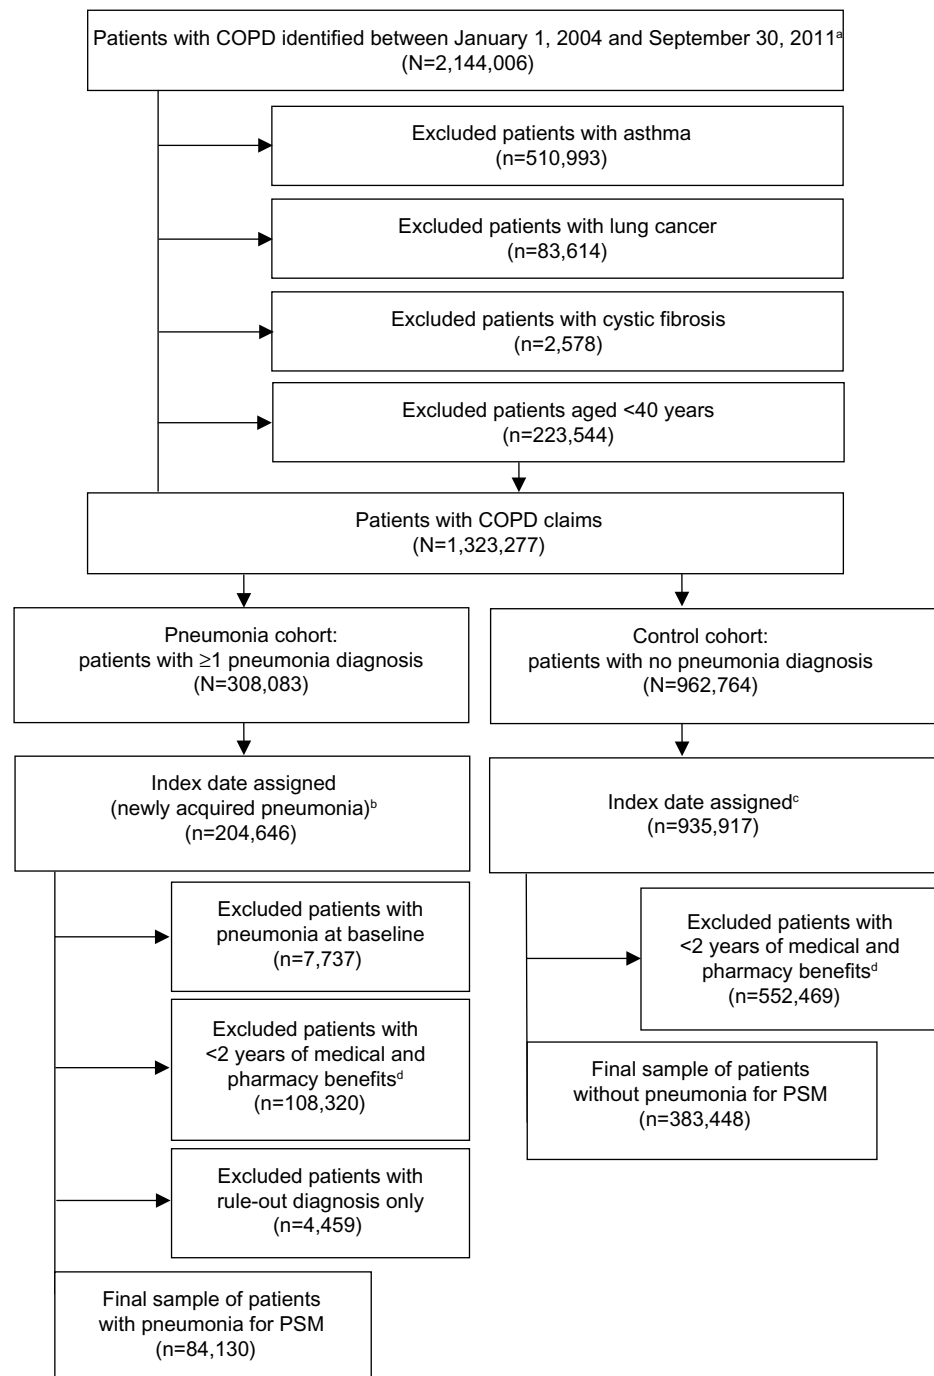 Patients with COPD identified between January 1, 2004 and September 30, 2011ᵃ
(N=2,144,006)
Excluded patients with asthma
(n=510,993)
Excluded patients with lung cancer
(n=83,614)
Excluded patients with cystic fibrosis
(n=2,578)
Excluded patients aged <40 years
(n=223,544)
Patients with COPD claims
(N=1,323,277)
Pneumonia cohort:
patients with ≥1 pneumonia diagnosis
(N=308,083)
Control cohort:
patients with no pneumonia diagnosis
(N=962,764)
Index date assigned
(newly acquired pneumonia)ᵇ
(n=204,646)
Index date assignedᶜ
(n=935,917)
Excluded patients with
pneumonia at baseline
(n=7,737)
Excluded patients with
<2 years of medical and
pharmacy benefitsᵈ
(n=552,469)
Excluded patients with
<2 years of medical and
pharmacy benefitsᵈ
(n=108,320)
Final sample of patients
without pneumonia for PSM
(n=383,448)
Excluded patients with
rule-out diagnosis only
(n=4,459)
Final sample of patients
with pneumonia for PSM
(n=84,130)